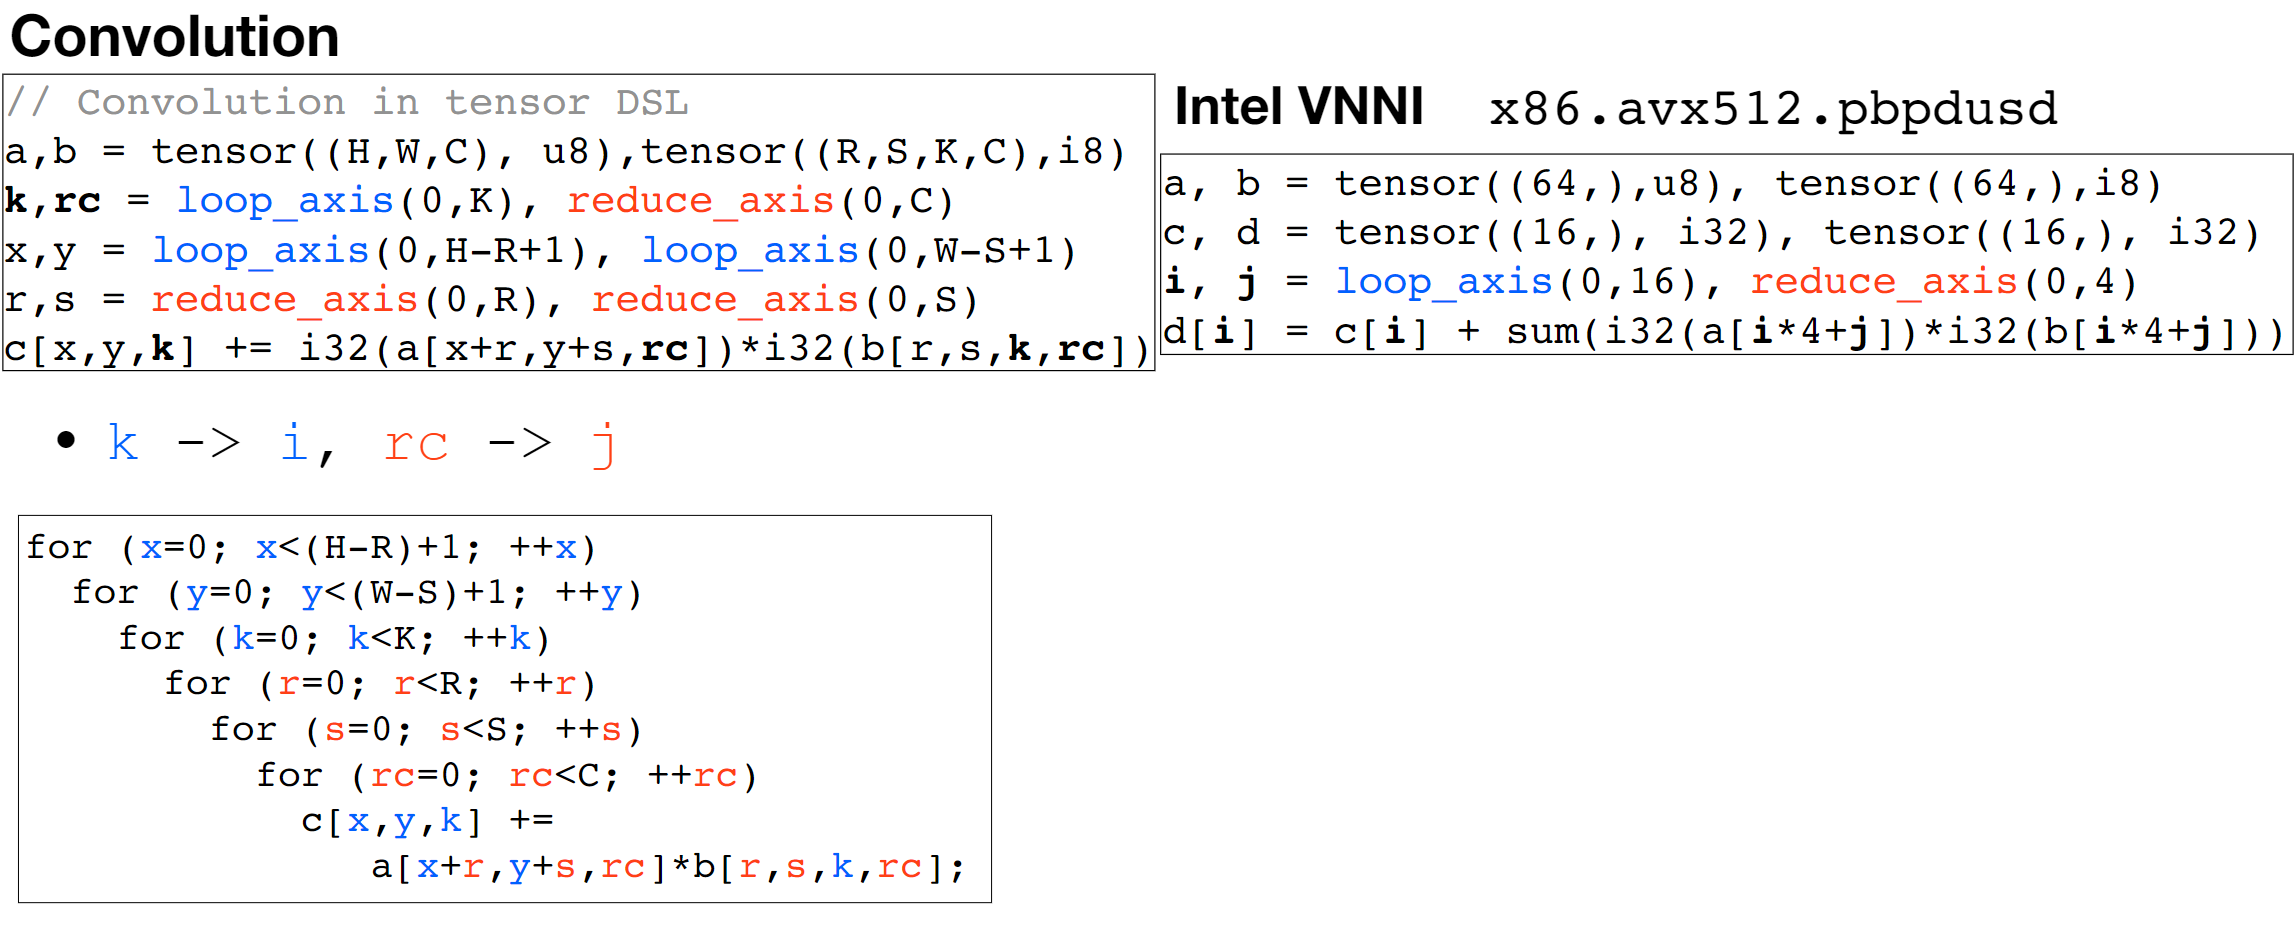 Convolution
// Convolution in tensor DSL
a,b = tensor((H,W,C), u8),tensor((R,S,K,C),i8)
k,rc = loop_axis(0,K), reduce_axis(0,C)
x,y = loop_axis(0,H-R+1), loop_axis(0,W-S+1)
r,s = reduce_axis(0,R), reduce_axis(0,S)
c[x,y,k] += i32(a[x+r,y+s,rc])*i32(b[r,s,k,rc])
Intel VNNI x86.avx512.pbpdusd
a, b = tensor((64,),u8), tensor((64,),i8)
c, d = tensor((16,), i32), tensor((16,), i32)
i, j = loop_axis(0,16), reduce_axis(0,4)
d[i] = c[i] + sum(i32(a[i*4+j])*i32(b[i*4+j]))
• k -> i, rc -> j
for (x=0; x<(H-R)+1; ++x)
for (y=0; y<(W-S)+1; ++y)
for (k=0; k<K; ++k)
for (r=0; r<R; ++r)
for (s=0; s<S; ++s)
for (rc=0; rc<C; ++rc)
c[x,y,k] +=
a[x+r,y+s,rc]*b[r,s,k,rc];